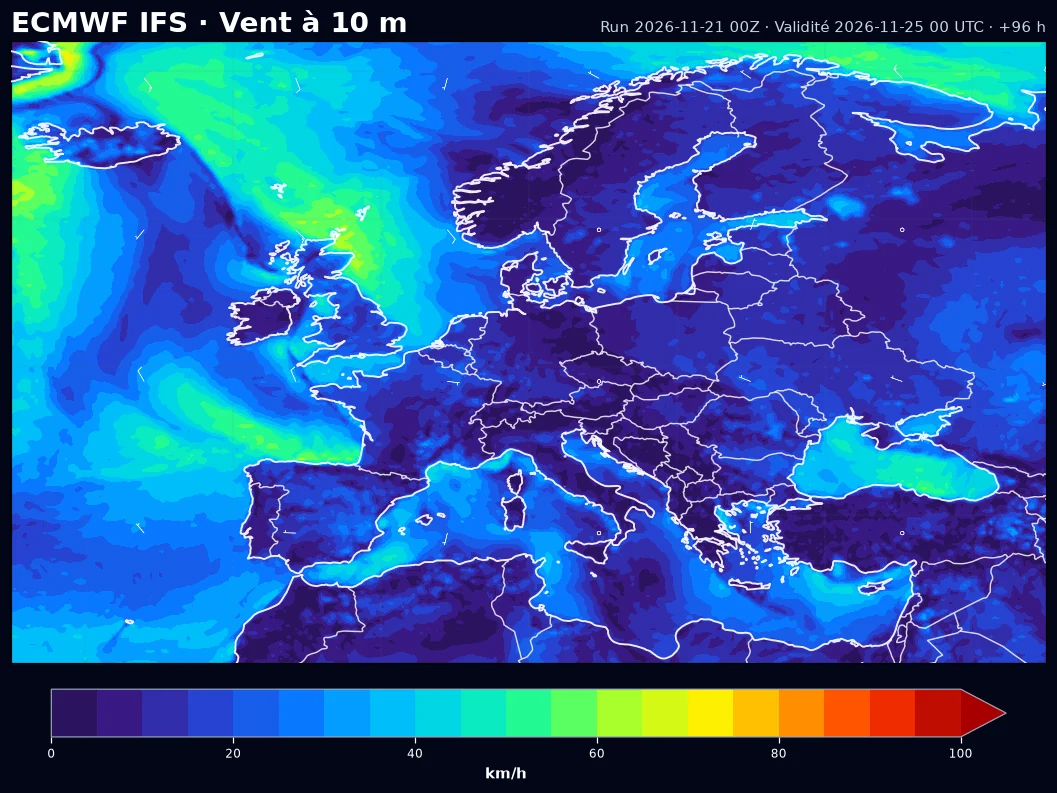 ECMWF IFS · Vent à 10 m
Run 2026-11-21 00Z · Validité 2026-11-25 00 UTC · +96 h
0 20 40 60 80 100
km/h